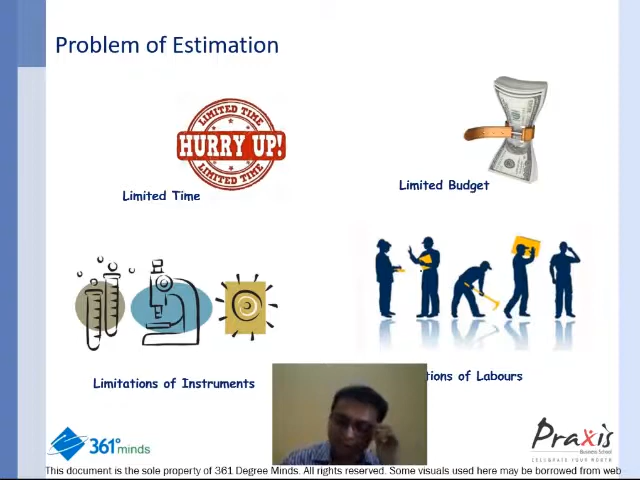 Problem of Estimation
LIMITED TIME
HURRY UP!
LIMITED TIME
Limited Time
Limited Budget
Limitations of Instruments
tions of Labours
361° minds
Praxis
Business School
CELEBRATE YOUR WORTH
This document is the sole property of 361 Degree Minds. All rights reserved. Some visuals used here may be borrowed from web